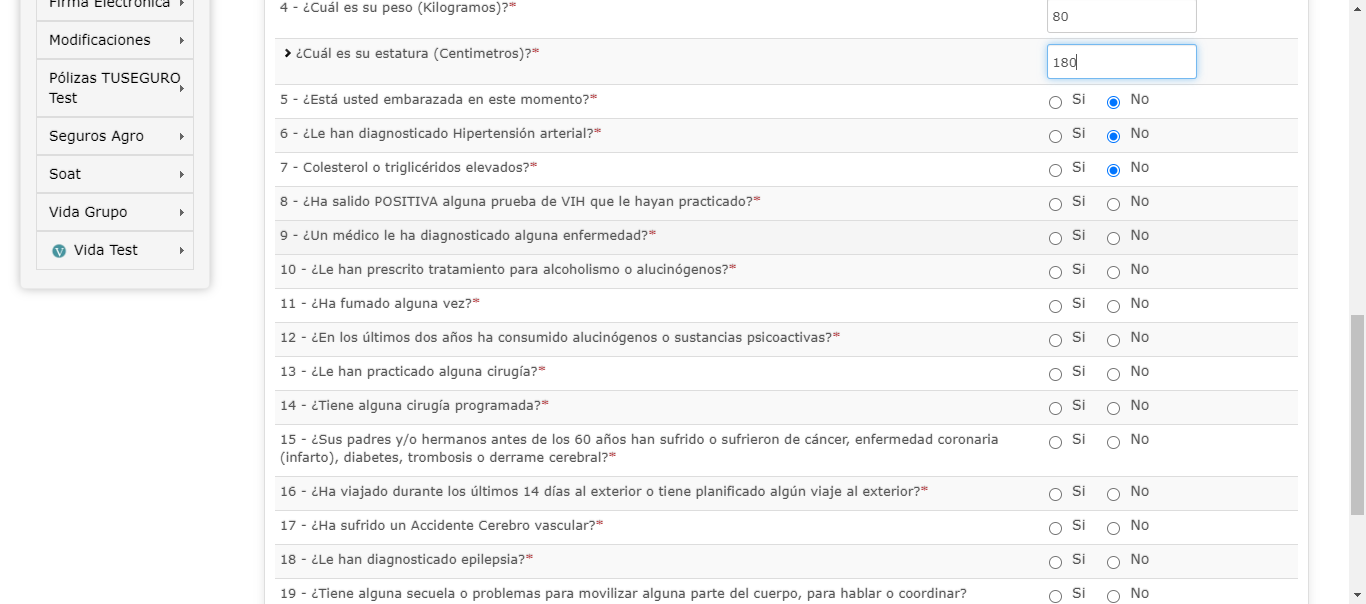 Firma Electrónica
Modificaciones
Pólizas TUSEGURO
Test
Seguros Agro
Soat
Vida Grupo
Vida Test
4 - ¿Cuál es su peso (Kilogramos)?*
80
¿Cuál es su estatura (Centimetros)?*
180
5 - ¿Está usted embarazada en este momento?* Si No
6 - ¿Le han diagnosticado Hipertensión arterial?* Si No
7 - Colesterol o triglicéridos elevados?* Si No
8 - ¿Ha salido POSITIVA alguna prueba de VIH que le hayan practicado?* Si No
9 - ¿Un médico le ha diagnosticado alguna enfermedad?* Si No
10 - ¿Le han prescrito tratamiento para alcoholismo o alucinógenos?* Si No
11 - ¿Ha fumado alguna vez?* Si No
12 - ¿En los últimos dos años ha consumido alucinógenos o sustancias psicoactivas?* Si No
13 - ¿Le han practicado alguna cirugía?* Si No
14 - ¿Tiene alguna cirugía programada?* Si No
15 - ¿Sus padres y/o hermanos antes de los 60 años han sufrido o sufrieron de cáncer, enfermedad coronaria Si No
(infarto), diabetes, trombosis o derrame cerebral?*
16 - ¿Ha viajado durante los últimos 14 días al exterior o tiene planificado algún viaje al exterior?* Si No
17 - ¿Ha sufrido un Accidente Cerebro vascular?* Si No
18 - ¿Le han diagnosticado epilepsia?* Si No
19 - ¿Tiene alguna secuela o problemas para movilizar alguna parte del cuerpo, para hablar o coordinar? Si No